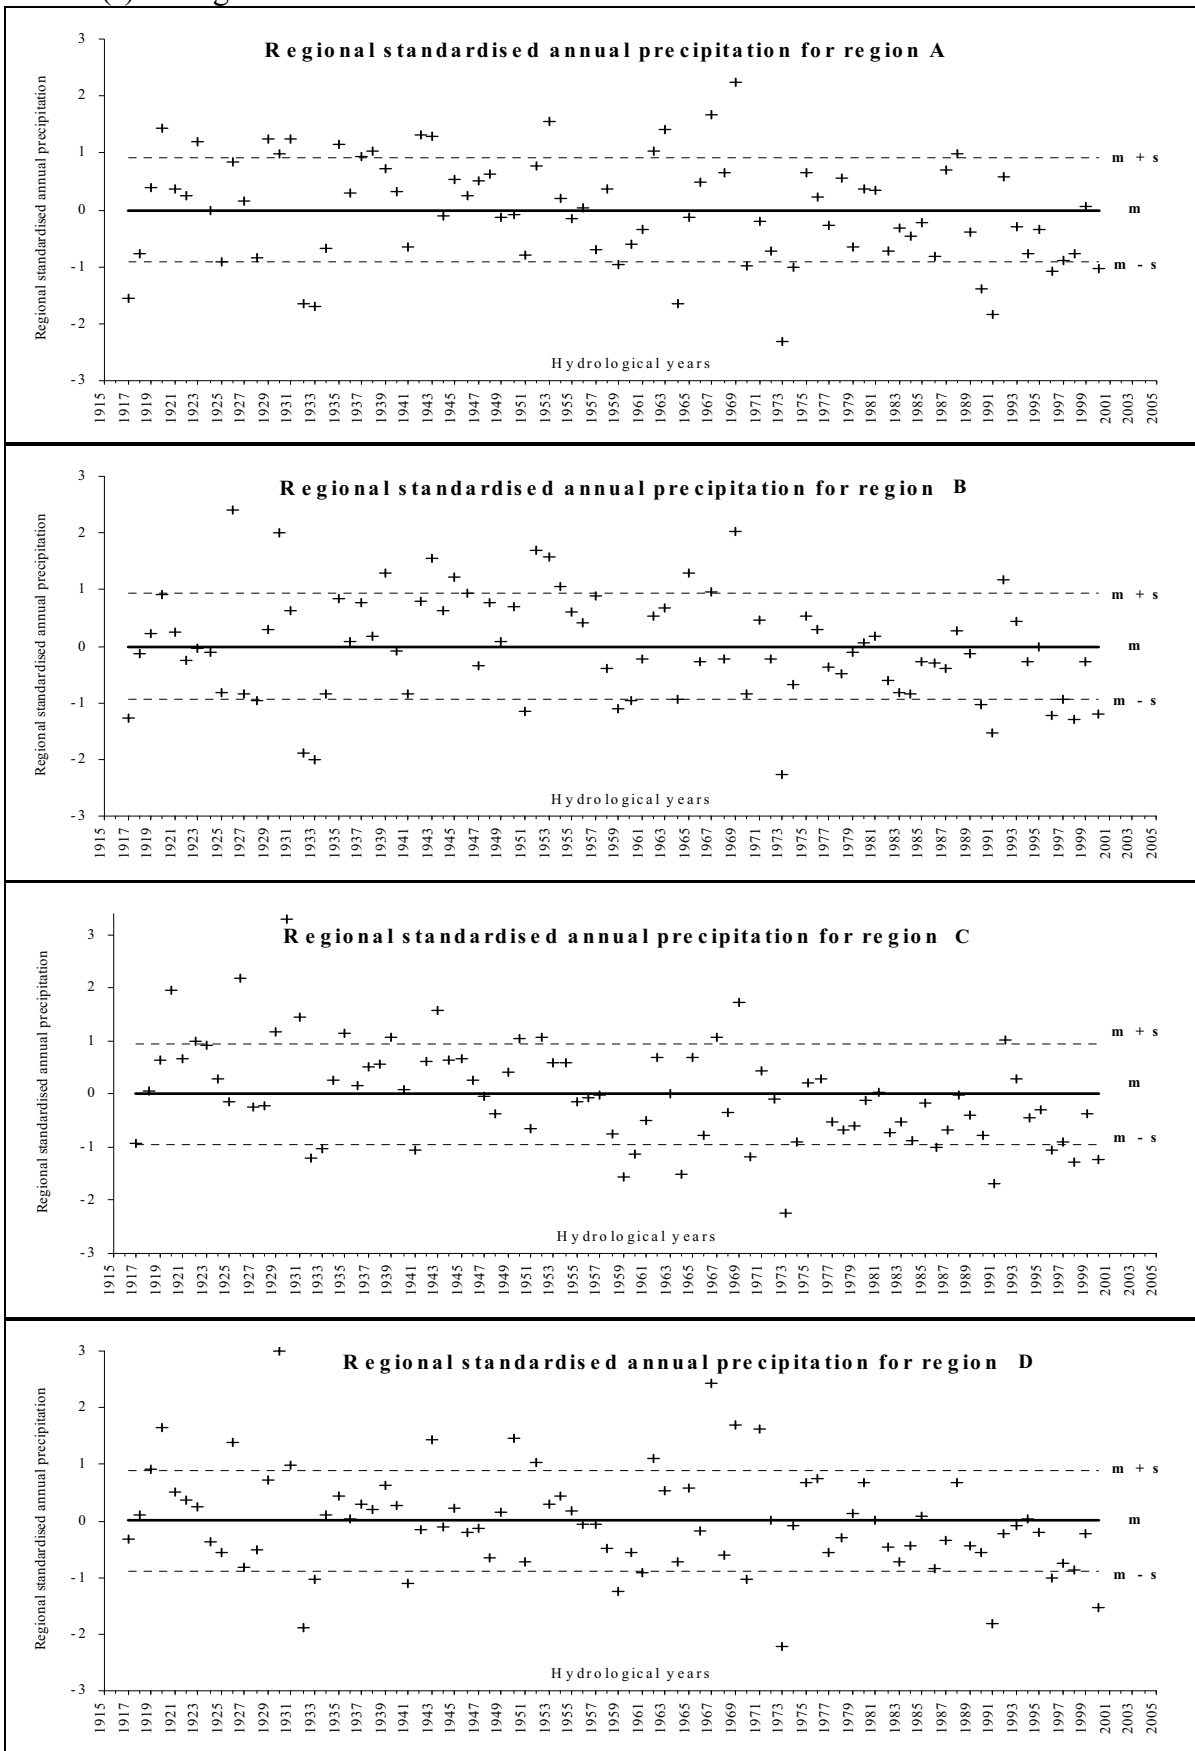 3
Regional standardised annual precipitation for region A
2
1
m + s
0
m
-1
m - s
-2
-3
Regional standardised annual precipitation
Hydrological years
1915 1917 1919 1921 1923 1925 1927 1929 1931 1933 1935 1937 1939 1941 1943 1945 1947 1949 1951 1953 1955 1957 1959 1961 1963 1965 1967 1969 1971 1973 1975 1977 1979 1981 1983 1985 1987 1989 1991 1993 1995 1997 1999 2001 2003 2005
3
Regional standardised annual precipitation for region B
2
1
m + s
0
m
-1
m - s
-2
-3
Regional standardised annual precipitation
Hydrological years
1915 1917 1919 1921 1923 1925 1927 1929 1931 1933 1935 1937 1939 1941 1943 1945 1947 1949 1951 1953 1955 1957 1959 1961 1963 1965 1967 1969 1971 1973 1975 1977 1979 1981 1983 1985 1987 1989 1991 1993 1995 1997 1999 2001 2003 2005
3
Regional standardised annual precipitation for region C
2
1
m + s
0
m
-1
m - s
-2
-3
Regional standardised annual precipitation
Hydrological years
1915 1917 1919 1921 1923 1925 1927 1929 1931 1933 1935 1937 1939 1941 1943 1945 1947 1949 1951 1953 1955 1957 1959 1961 1963 1965 1967 1969 1971 1973 1975 1977 1979 1981 1983 1985 1987 1989 1991 1993 1995 1997 1999 2001 2003 2005
3
Regional standardised annual precipitation for region D
2
1
m + s
0
m
-1
m - s
-2
-3
Regional standardised annual precipitation
Hydrological years
1915 1917 1919 1921 1923 1925 1927 1929 1931 1933 1935 1937 1939 1941 1943 1945 1947 1949 1951 1953 1955 1957 1959 1961 1963 1965 1967 1969 1971 1973 1975 1977 1979 1981 1983 1985 1987 1989 1991 1993 1995 1997 1999 2001 2003 2005